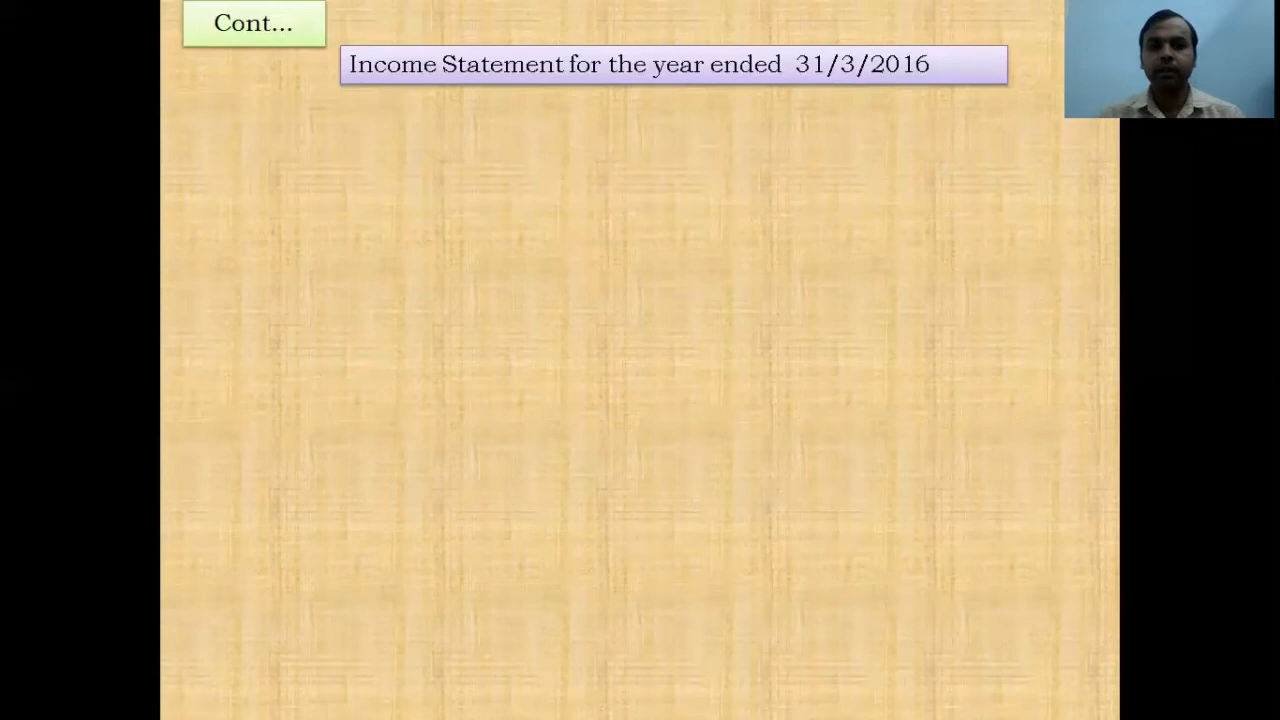 Cont...
Income Statement for the year ended 31/3/2016